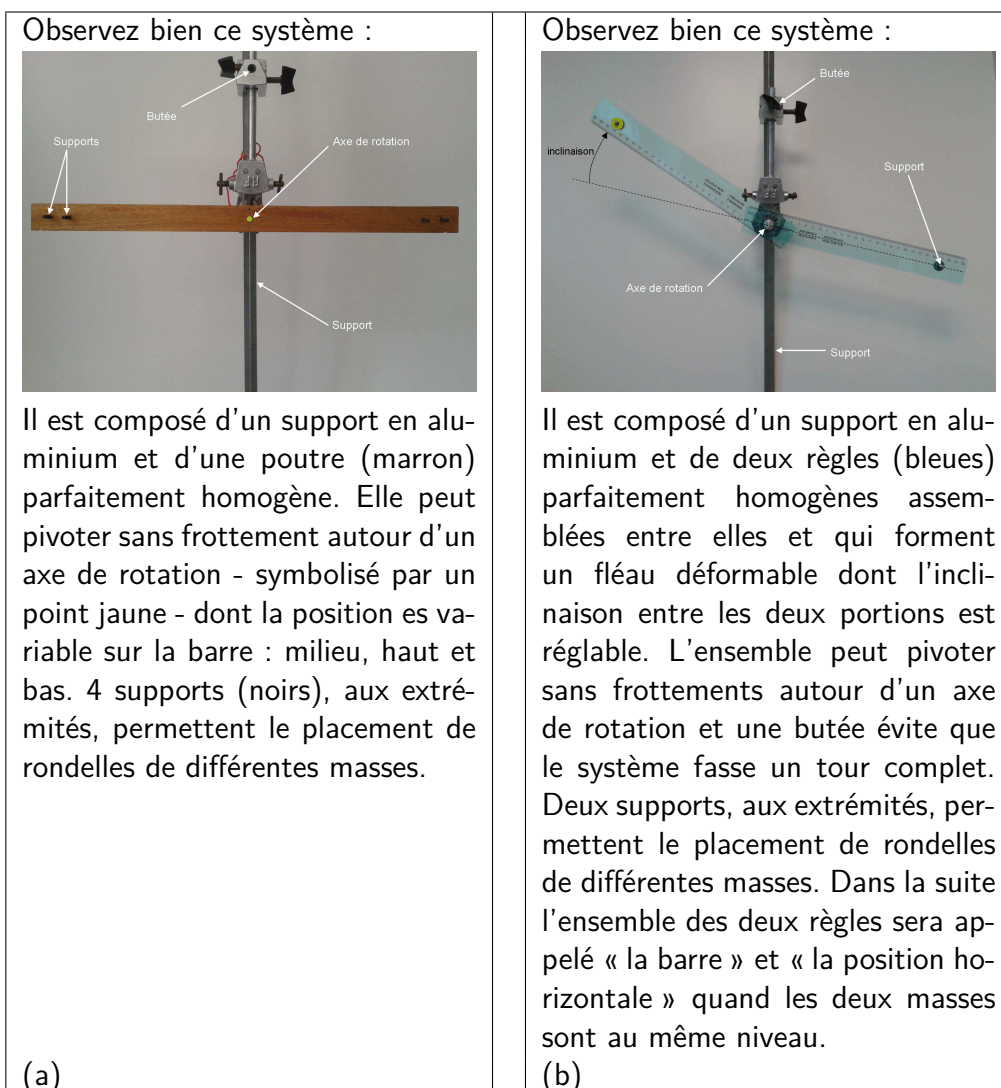 Observez bien ce système :
Butée
Supports
Axe de rotation
Support
Il est composé d'un support en alu-
minium et d'une poutre (marron)
parfaitement homogène. Elle peut
pivoter sans frottement autour d'un
axe de rotation - symbolisé par un
point jaune - dont la position es va-
riable sur la barre : milieu, haut et
bas. 4 supports (noirs), aux extré-
mités, permettent le placement de
rondelles de différentes masses.
(a)
Observez bien ce système :
Butée
inclinaison
Support
Axe de rotation
Support
Il est composé d'un support en alu-
minium et de deux règles (bleues)
parfaitement homogènes assem-
blées entre elles et qui forment
un fléau déformable dont l'incli-
naison entre les deux portions est
réglable. L'ensemble peut pivoter
sans frottements autour d'un axe
de rotation et une butée évite que
le système fasse un tour complet.
Deux supports, aux extrémités, per-
mettent le placement de rondelles
de différentes masses. Dans la suite
l'ensemble des deux règles sera ap-
pelé « la barre » et « la position ho-
rizontale » quand les deux masses
sont au même niveau.
(b)